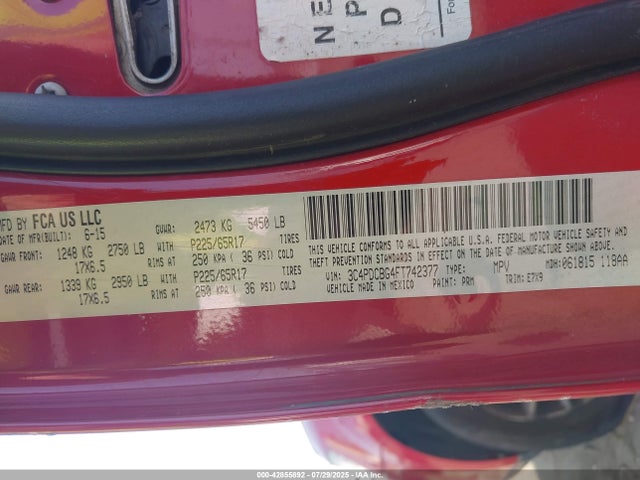 NE
P
D
For
MFD BY FCA US LLC
DATE OF MFR(BUILT): 6-15 GVWR: 2473 KG 5450 LB
GAWR FRONT: 1248 KG 2750 LB WITH P225/65R17 TIRES
17X6.5 RIMS AT 250 KPA ( 36 PSI) COLD
GAWR REAR: 1339 KG 2950 LB WITH P225/65R17 TIRES
17X6.5 RIMS AT 250 KPA ( 36 PSI) COLD
THIS VEHICLE CONFORMS TO ALL APPLICABLE U.S.A. FEDERAL MOTOR VEHICLE SAFETY, BUMPER, AND
THEFT PREVENTION STANDARDS IN EFFECT ON THE DATE OF MANUFACTURE SHOWN ABOVE.
VIN: 3C4PDCBG4FT742377 TYPE: MPV MDH: 061815 118AA
VEHICLE MADE IN MEXICO PAINT: PRM TRIM: E7X9
000-42855892 07/29/2025 - IAA Inc.